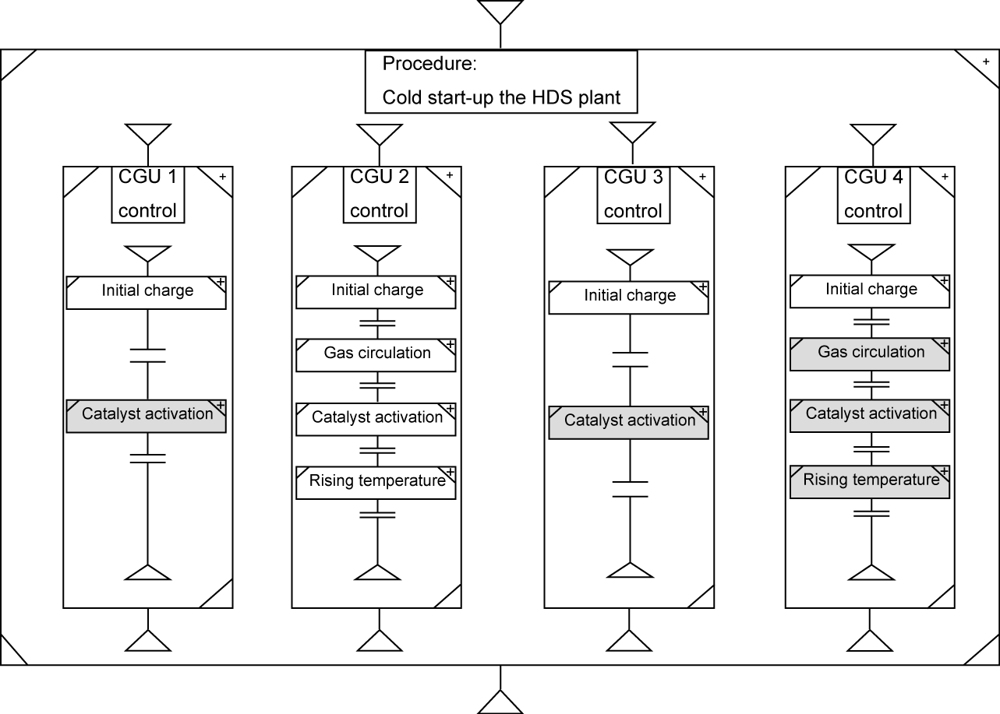 Procedure:
Cold start-up the HDS plant
+
CGU 1
control
+
Initial charge
+
Catalyst activation
+
CGU 2
control
+
Initial charge
+
Gas circulation
+
Catalyst activation
+
Rising temperature
+
CGU 3
control
+
Initial charge
+
Catalyst activation
+
CGU 4
control
+
Initial charge
+
Gas circulation
+
Catalyst activation
+
Rising temperature
+